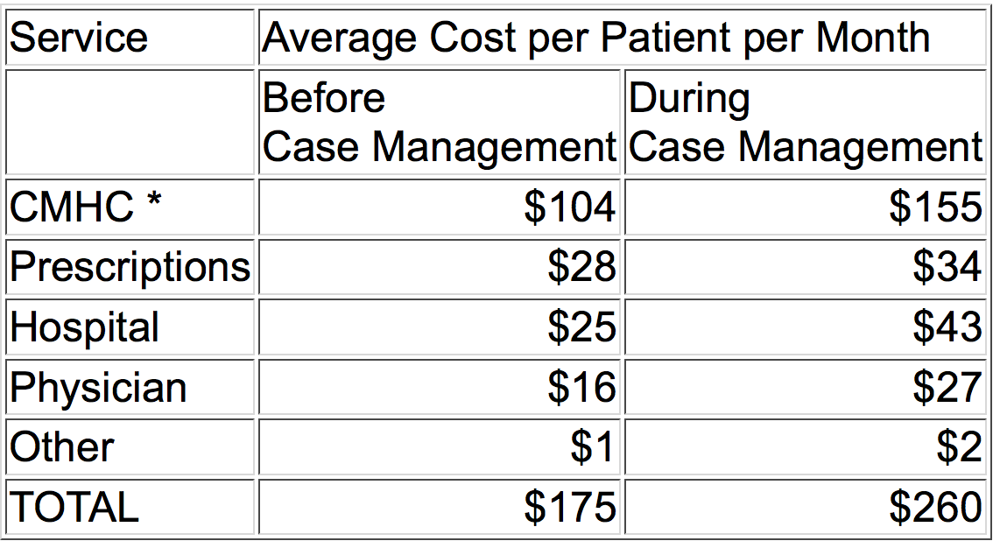 Service Average Cost per Patient per Month
Before During
Case Management Case Management
CMHC * $104 $155
Prescriptions $28 $34
Hospital $25 $43
Physician $16 $27
Other $1 $2
TOTAL $175 $260